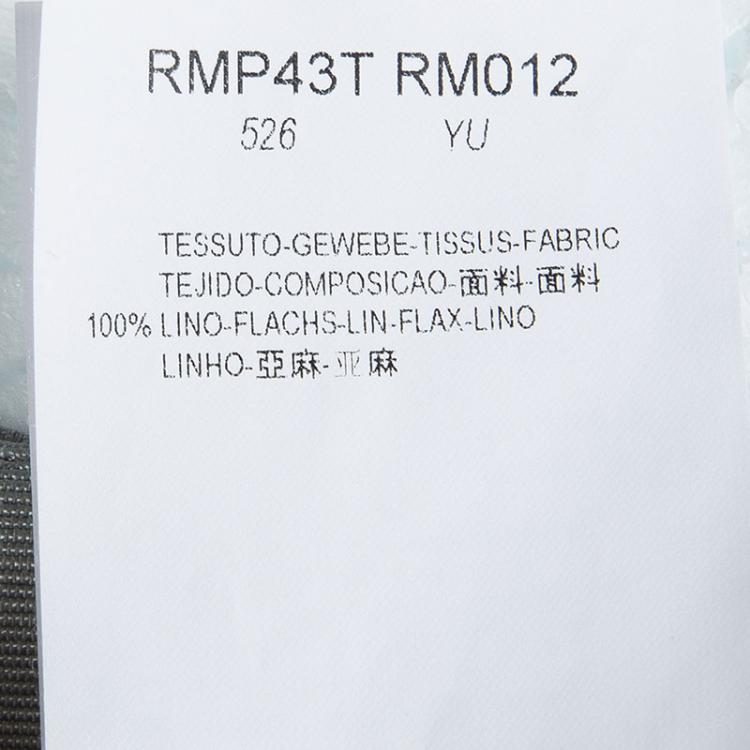 RMP43T RM012
526 YU
TESSUTO-GEWEBE-TISSUS-FABRIC
TEJIDO-COMPOSICAO-面料-面料
100% LINO-FLACHS-LIN-FLAX-LINO
LINHO-亞麻-亚麻